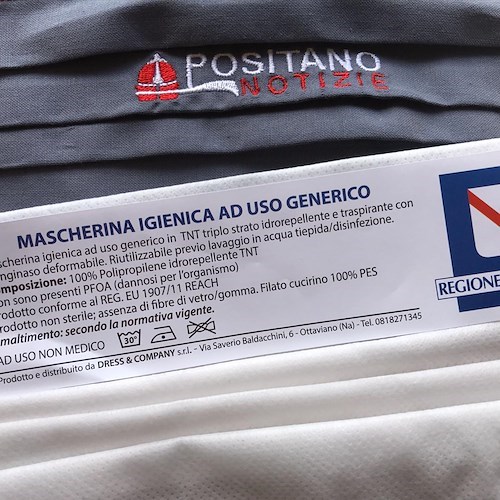 POSITANO
NOTIZIE
MASCHERINA IGIENICA AD USO GENERICO
scherina igienica ad uso generico in TNT triplo strato idrorepellente e traspirante con
nginaso deformabile. Riutilizzabile previo lavaggio in acqua tiepida/disinfezione.
mposizione: 100% Polipropilene idrorepellente TNT
on sono presenti PFOA (dannosi per l'organismo)
rodotto conforme al REG. EU 1907/11 REACH
rodotto non sterile; assenza di fibre di vetro/gomma. Filato cucirino 100% PES
maltimento: secondo la normativa vigente.
AD USO NON MEDICO 30°
Prodotto e distribuito da DRESS & COMPANY s.r.l. - Via Saverio Baldacchini, 6 - Ottaviano (Na) - Tel. 0818271345
REGIONE